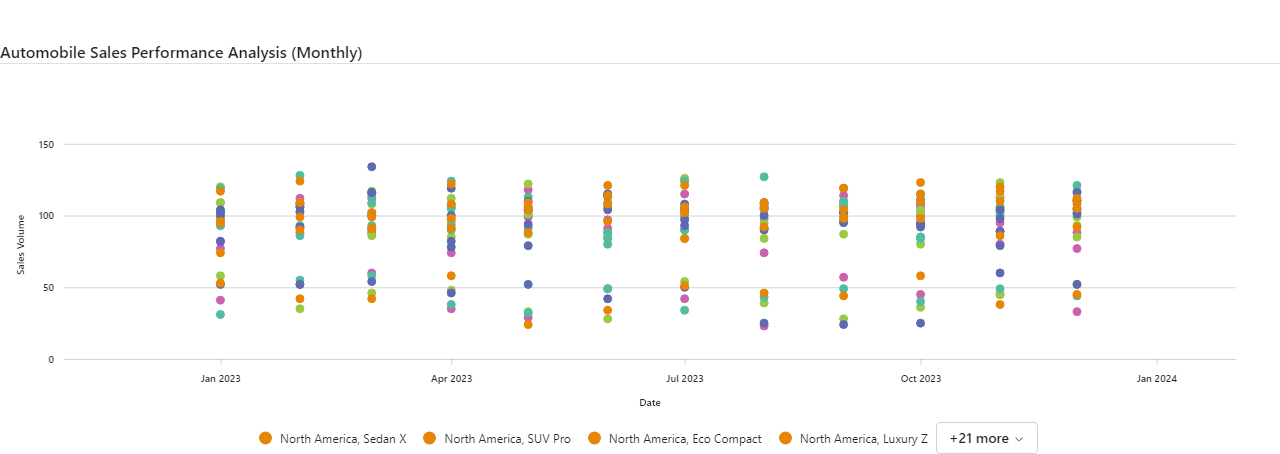 Automobile Sales Performance Analysis (Monthly)
Sales Volume
150
100
50
0
Jan 2023 Apr 2023 Jul 2023 Oct 2023 Jan 2024
Date
North America, Sedan X North America, SUV Pro North America, Eco Compact North America, Luxury Z +21 more